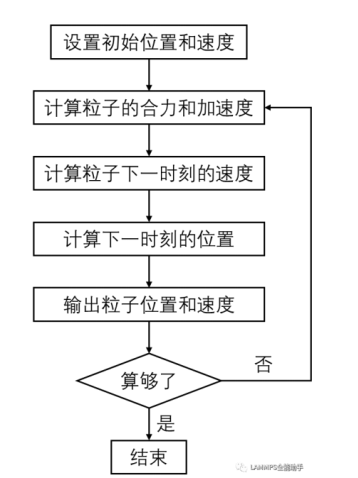 设置初始位置和速度
计算粒子的合力和加速度
计算粒子下一时刻的速度
计算下一时刻的位置
输出粒子位置和速度
算够了
否
是
结束